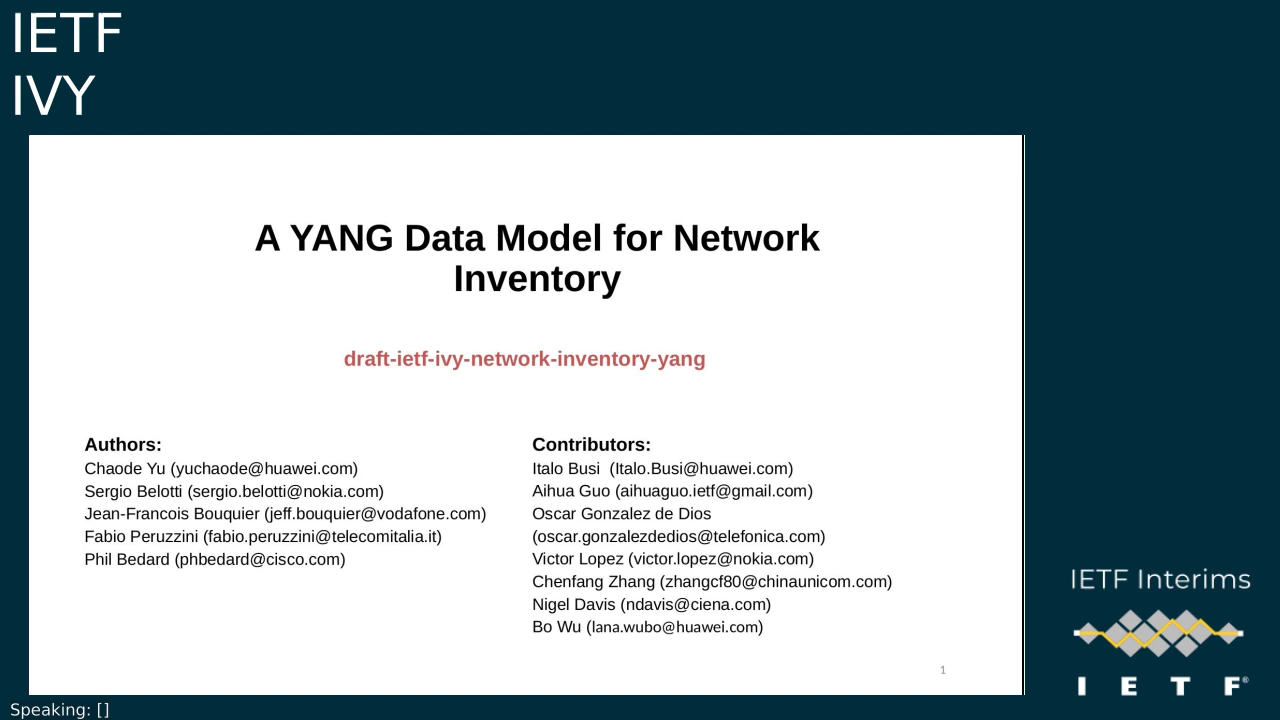 IETF
IVY
A YANG Data Model for Network
Inventory
draft-ietf-ivy-network-inventory-yang
Authors:
Chaode Yu (yuchaode@huawei.com)
Sergio Belotti (sergio.belotti@nokia.com)
Jean-Francois Bouquier (jeff.bouquier@vodafone.com)
Fabio Peruzzini (fabio.peruzzini@telecomitalia.it)
Phil Bedard (phbedard@cisco.com)
Contributors:
Italo Busi  (Italo.Busi@huawei.com)
Aihua Guo (aihuaguo.ietf@gmail.com)
Oscar Gonzalez de Dios
(oscar.gonzalezdedios@telefonica.com)
Victor Lopez (victor.lopez@nokia.com)
Chenfang Zhang (zhangcf80@chinaunicom.com)
Nigel Davis (ndavis@ciena.com)
Bo Wu (lana.wubo@huawei.com)
1
IETF Interims
I E T F®
Speaking: []